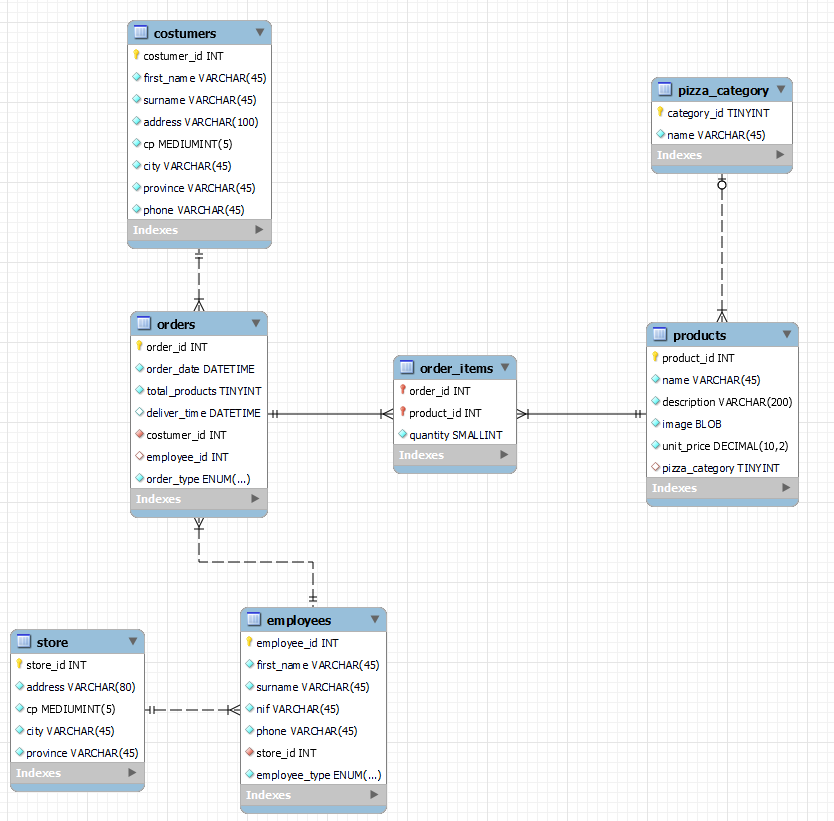 costumers
costumer_id INT
first_name VARCHAR(45)
surname VARCHAR(45)
address VARCHAR(100)
cp MEDIUMINT(5)
city VARCHAR(45)
province VARCHAR(45)
phone VARCHAR(45)
Indexes
pizza_category
category_id TINYINT
name VARCHAR(45)
Indexes
orders
order_id INT
order_date DATETIME
total_products TINYINT
deliver_time DATETIME
costumer_id INT
employee_id INT
order_type ENUM(...)
Indexes
order_items
order_id INT
product_id INT
quantity SMALLINT
Indexes
products
product_id INT
name VARCHAR(45)
description VARCHAR(200)
image BLOB
unit_price DECIMAL(10,2)
pizza_category TINYINT
Indexes
store
store_id INT
address VARCHAR(80)
cp MEDIUMINT(5)
city VARCHAR(45)
province VARCHAR(45)
Indexes
employees
employee_id INT
first_name VARCHAR(45)
surname VARCHAR(45)
nif VARCHAR(45)
phone VARCHAR(45)
store_id INT
employee_type ENUM(...)
Indexes